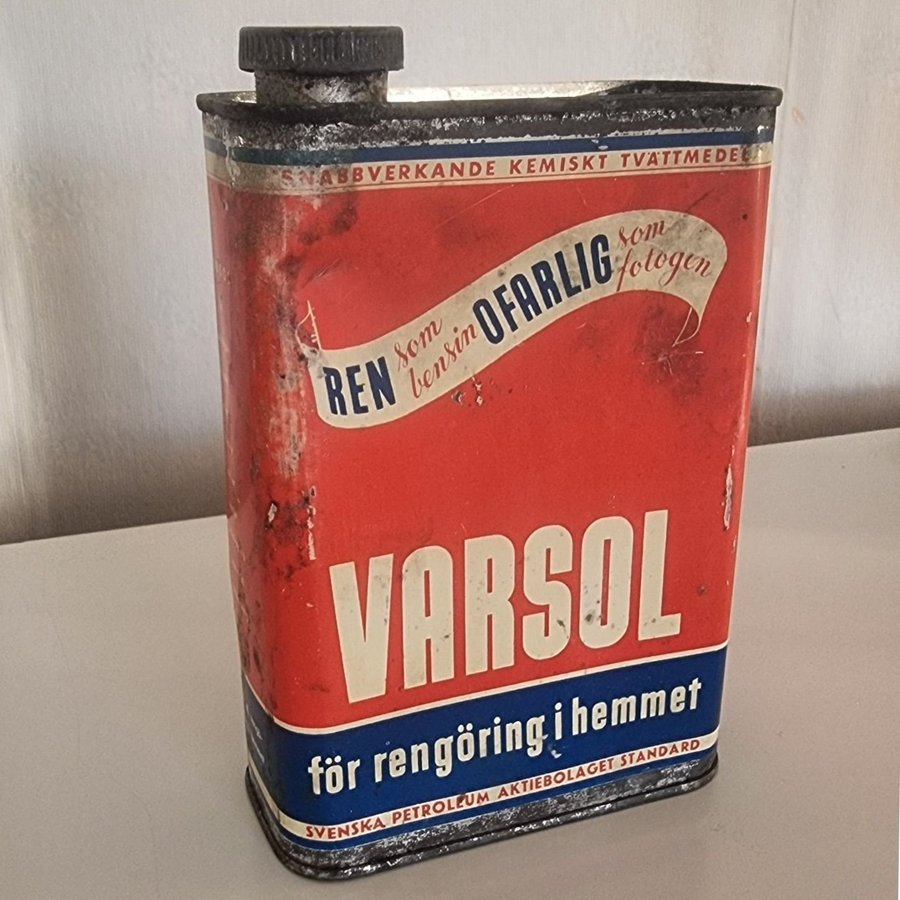 SNABBVERKANDE KEMISKT TVÄTTMEDEL
REN som bensin OFARLIG som fotogen
VARSOL
för rengöring i hemmet
SVENSKA PETROLEUM AKTIEBOLAGET STANDARD